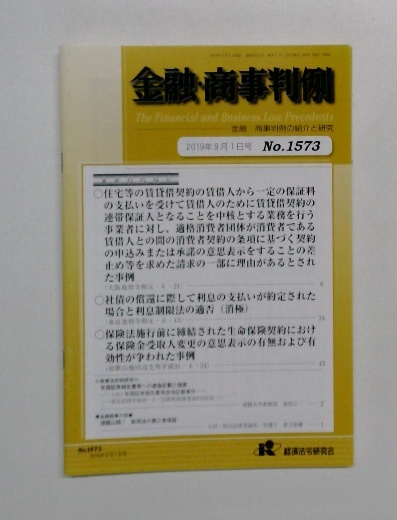 金融・商事判例
The Financial and Business Law Precedents
金融・商事判例の紹介と研究
2019年9月1日号 No.1573
○住宅等の賃貸借契約の賃借人から一定の保証料
の支払いを受けて賃借人のために賃貸借契約の
連帯保証人となることを中核とする業務を行う
事業者に対し、適格消費者団体が消費者である
賃借人との間の消費者契約の条項に基づく契約
の申込みまたは承諾の意思表示をすることの差
止め等を求めた請求の一部に理由があるとされ
た事例
○社債の償還に際して利息の支払いが約定された
場合と利息制限法の適否（消極）
○保険法施行前に締結された生命保険契約におけ
る保険金受取人変更の意思表示の有無および有
効性が争われた事例
No.1573
経済法令研究会